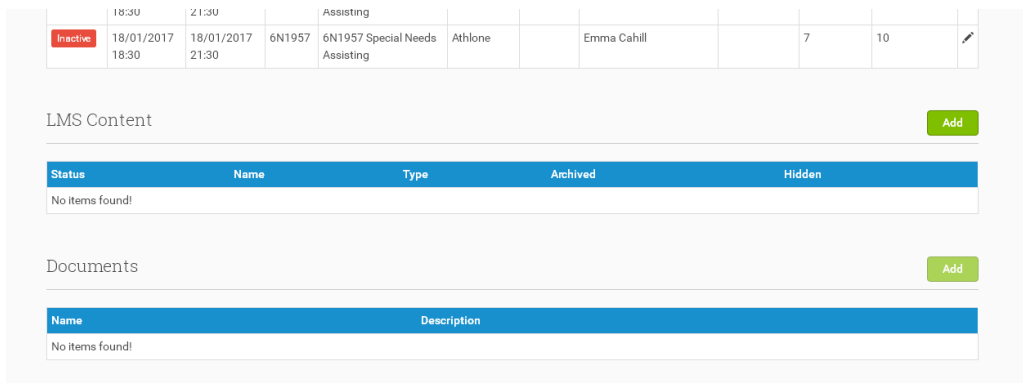 18:30 21:30 Assisting
Inactive 18/01/2017 18/01/2017 6N1957 6N1957 Special Needs Athlone Emma Cahill 7 10
18:30 21:30 Assisting
LMS Content Add
Status Name Type Archived Hidden
No items found!
Documents Add
Name Description
No items found!